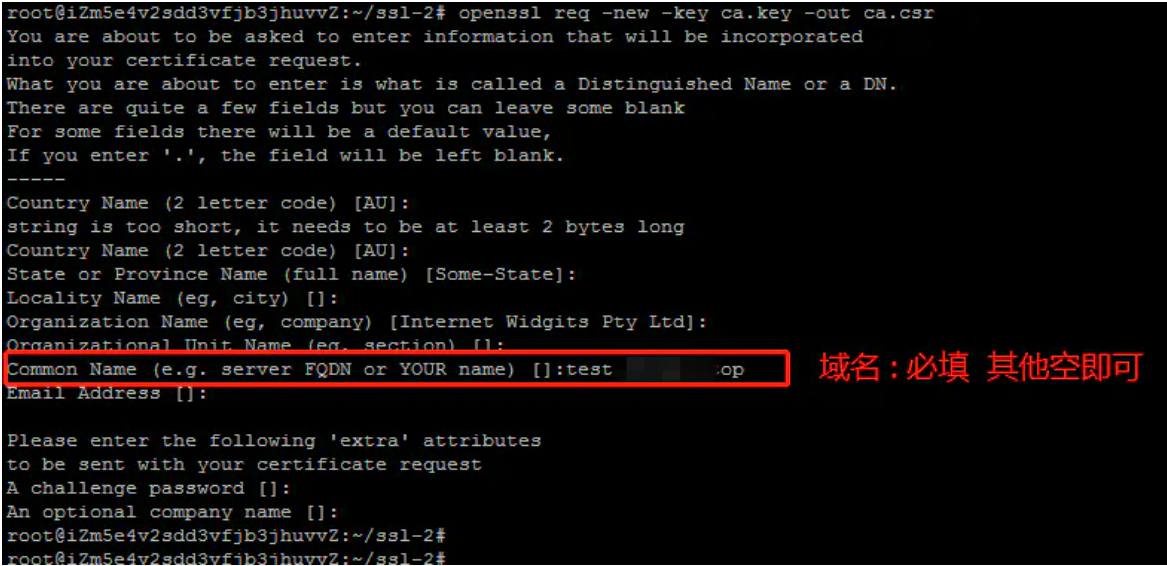 root@iZm5e4v2sdd3vfjb3jhuvvZ:~/ssl-2# openssl req -new -key ca.key -out ca.csr
You are about to be asked to enter information that will be incorporated
into your certificate request.
What you are about to enter is what is called a Distinguished Name or a DN.
There are quite a few fields but you can leave some blank
For some fields there will be a default value,
If you enter '.', the field will be left blank.
-----
Country Name (2 letter code) [AU]:
string is too short, it needs to be at least 2 bytes long
Country Name (2 letter code) [AU]:
State or Province Name (full name) [Some-State]:
Locality Name (eg, city) []:
Organization Name (eg, company) [Internet Widgits Pty Ltd]:
Organizational Unit Name (eg, section) []:
Common Name (e.g. server FQDN or YOUR name) []:test op 域名：必填 其他空即可
Email Address []:
Please enter the following 'extra' attributes
to be sent with your certificate request
A challenge password []:
An optional company name []:
root@iZm5e4v2sdd3vfjb3jhuvvZ:~/ssl-2#
root@iZm5e4v2sdd3vfjb3jhuvvZ:~/ssl-2#